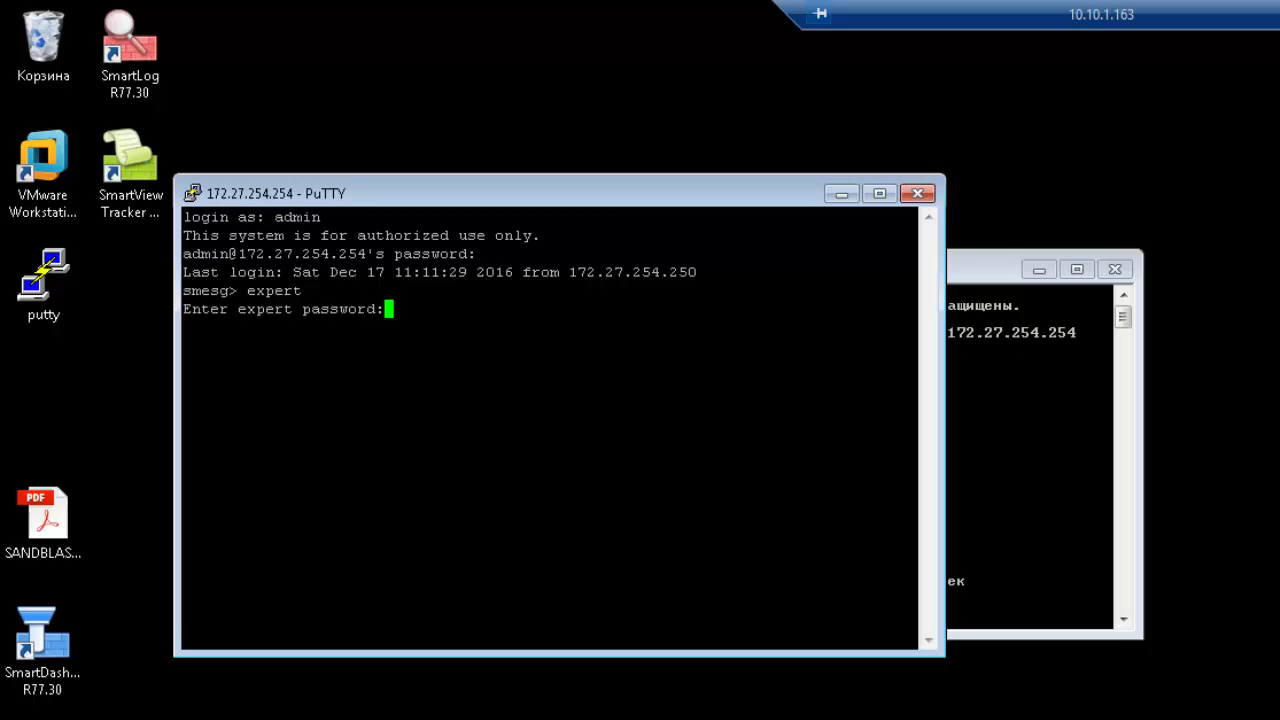 10.10.1.163
Корзина
SmartLog
R77.30
VMware
Workstati...
SmartView
Tracker ...
putty
PDF
SANDBLAS...
SmartDash...
R77.30
172.27.254.254 - PuTTY
login as: admin
This system is for authorized use only.
admin@172.27.254.254's password:
Last login: Sat Dec 17 11:11:29 2016 from 172.27.254.250
smesg> expert
Enter expert password:
ащищены.
172.27.254.254
ек